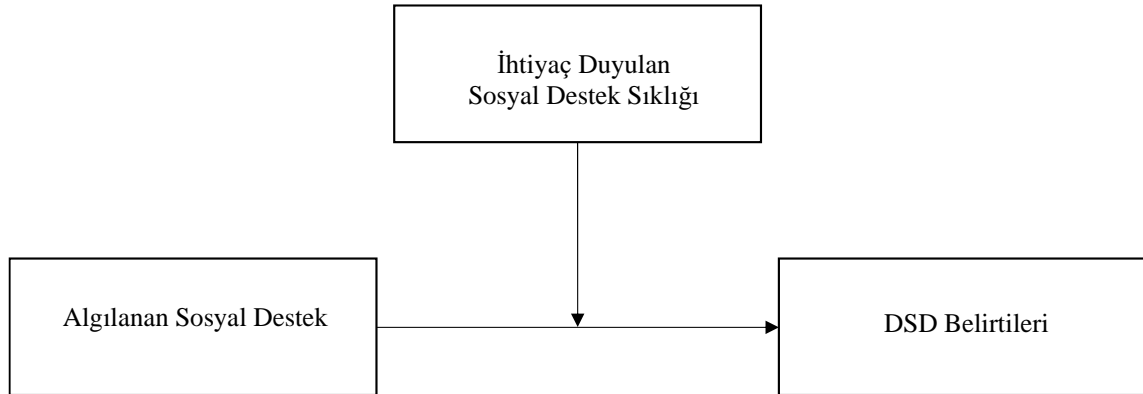 İhtiyaç Duyulan
Sosyal Destek Sıklığı
Algılanan Sosyal Destek
DSD Belirtileri